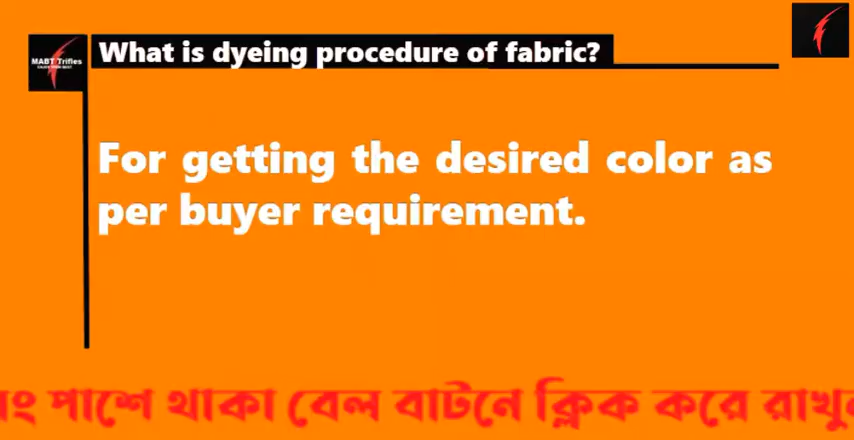 What is dyeing procedure of fabric?
MABT Trifles
For getting the desired color as
per buyer requirement.
পাশে থাকা বেল বাটনে ক্লিক করে